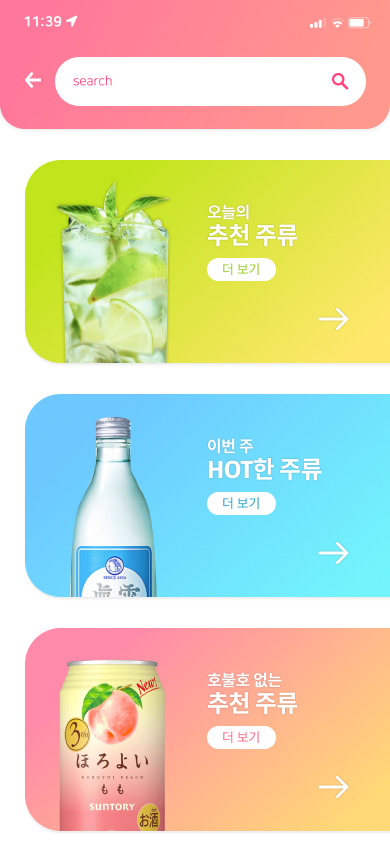 11:39
search
오늘의
추천 주류
더 보기
이번 주
HOT한 주류
더 보기
SINCE 1924
호불호 없는
추천 주류
더 보기
New!
3%
ほろよい
HOROYOI PEACH
もも
SUNTORY
お酒